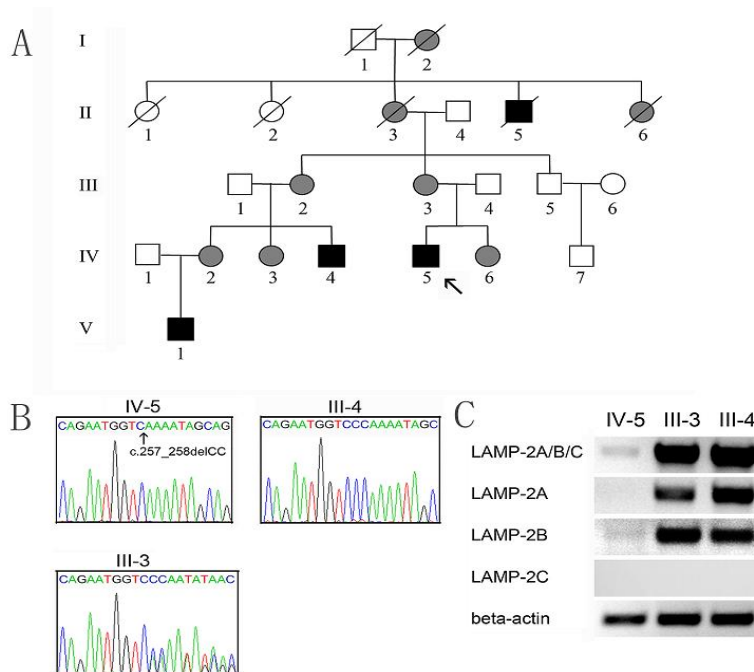 A
I
1 2
II
1 2 3 4 5 6
III
1 2 3 4 5 6
IV
1 2 3 4 5 6 7
V
1
B
IV-5
CAGAATGGTCAAAATAGCAG
c.257_258delCC
III-4
CAGAATGGTCCCAAAATAGC
III-3
CAGAATGGTCCCAATATAAC
C
IV-5 III-3 III-4
LAMP-2A/B/C
LAMP-2A
LAMP-2B
LAMP-2C
beta-actin